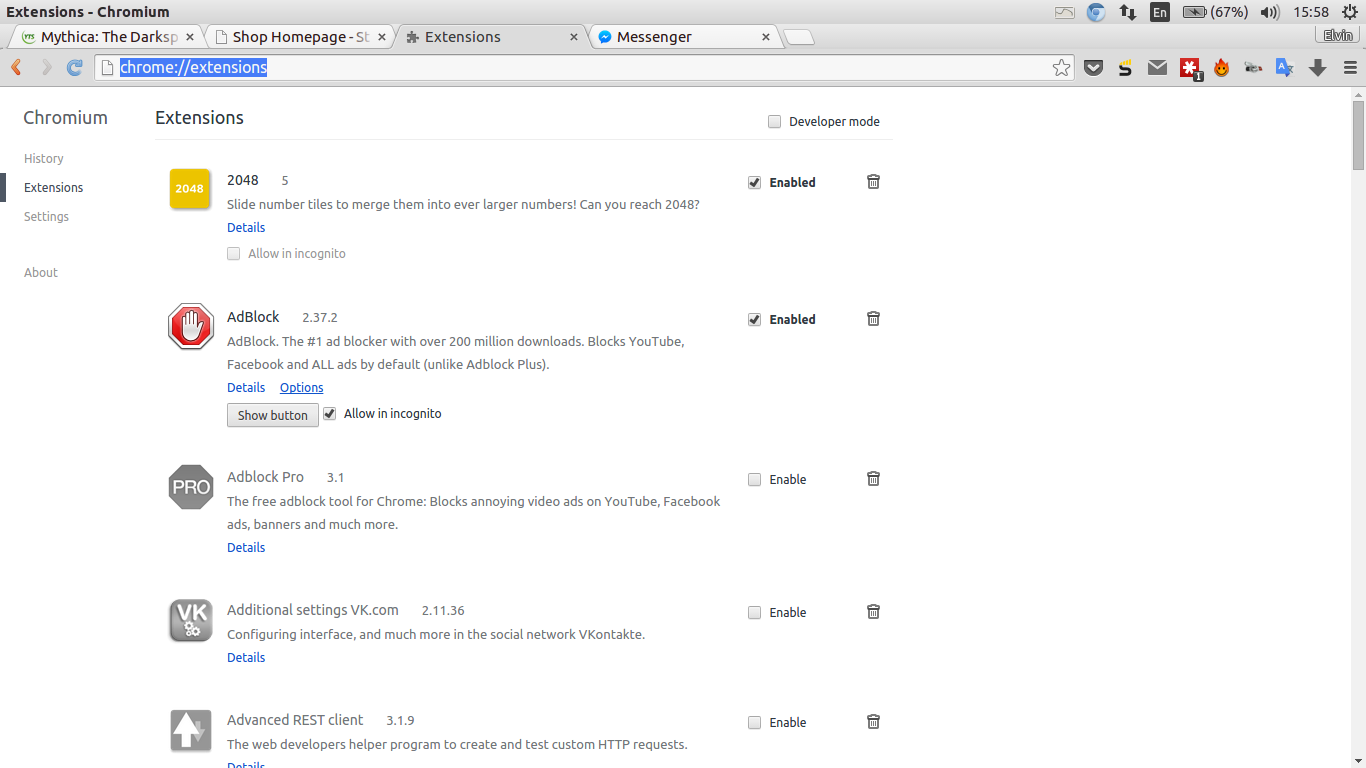 Extensions - Chromium
En
(67%)
15:58
Mythica: The Darksp
Shop Homepage - St
Extensions
Messenger
Elvin
chrome://extensions
Chromium
History
Extensions
Settings
About
Extensions
Developer mode
2048
2048 5
Enabled
Slide number tiles to merge them into ever larger numbers! Can you reach 2048?
Details
Allow in incognito
AdBlock 2.37.2
Enabled
AdBlock. The #1 ad blocker with over 200 million downloads. Blocks YouTube,
Facebook and ALL ads by default (unlike Adblock Plus).
Details Options
Show button Allow in incognito
PRO
Adblock Pro 3.1
Enable
The free adblock tool for Chrome: Blocks annoying video ads on YouTube, Facebook
ads, banners and much more.
Details
VK
Additional settings VK.com 2.11.36
Enable
Configuring interface, and much more in the social network VKontakte.
Details
Advanced REST client 3.1.9
Enable
The web developers helper program to create and test custom HTTP requests.
Details